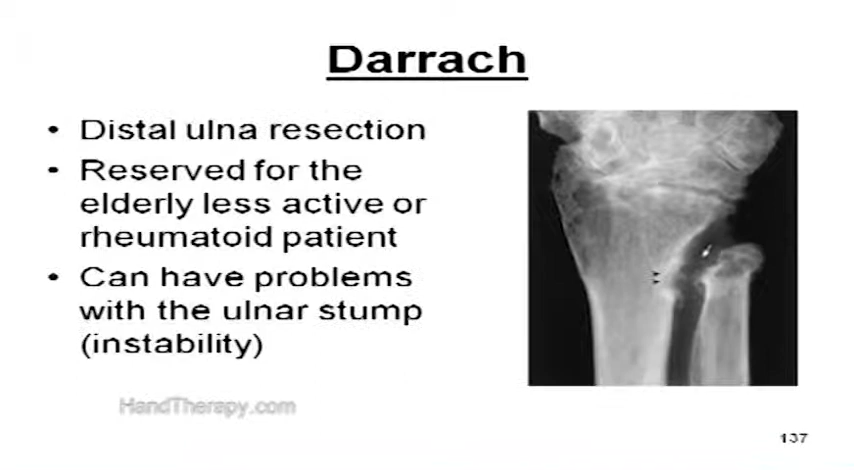 Darrach
• Distal ulna resection
• Reserved for the
elderly less active or
rheumatoid patient
• Can have problems
with the ulnar stump
(instability)
HandTherapy.com
137